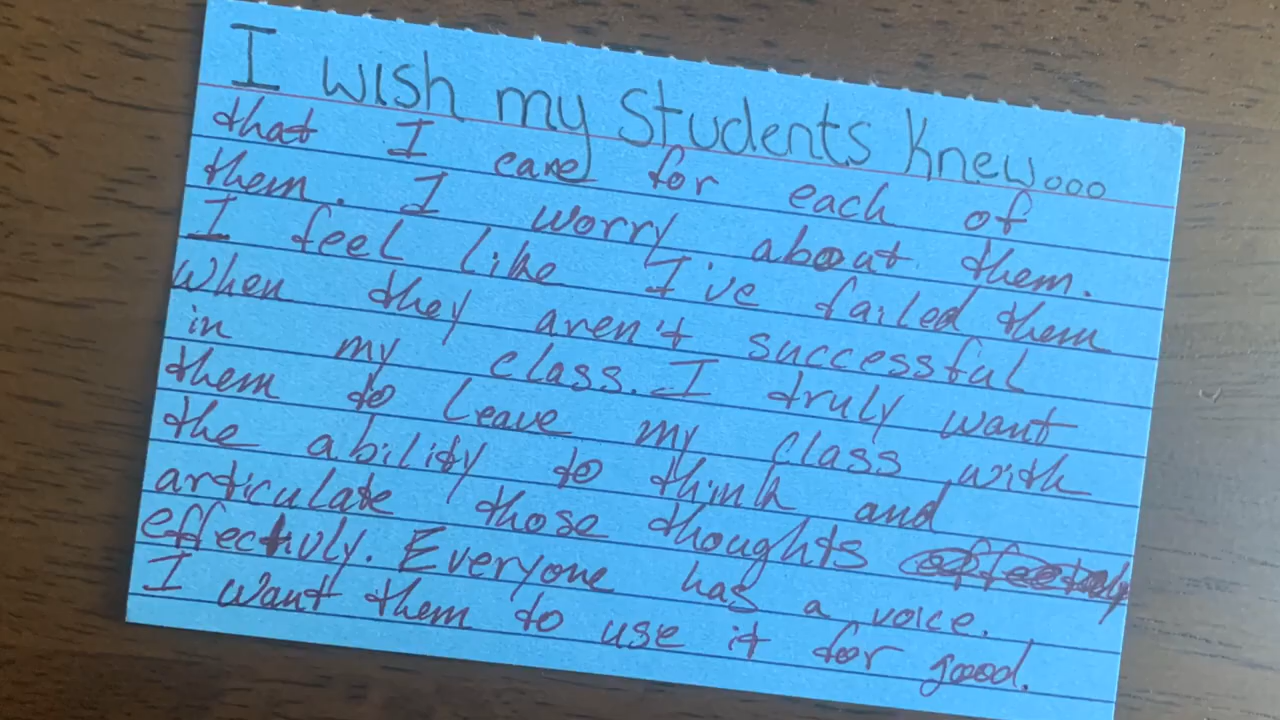 I wish my Students Knew...
that I care for each of
them. I worry about them.
I feel like I've failed them
when they aren't successful
in my class. I truly want
them to leave my class with
the ability to think and
articulate those thoughts
effectivly. Everyone has a voice.
I want them to use it for good.